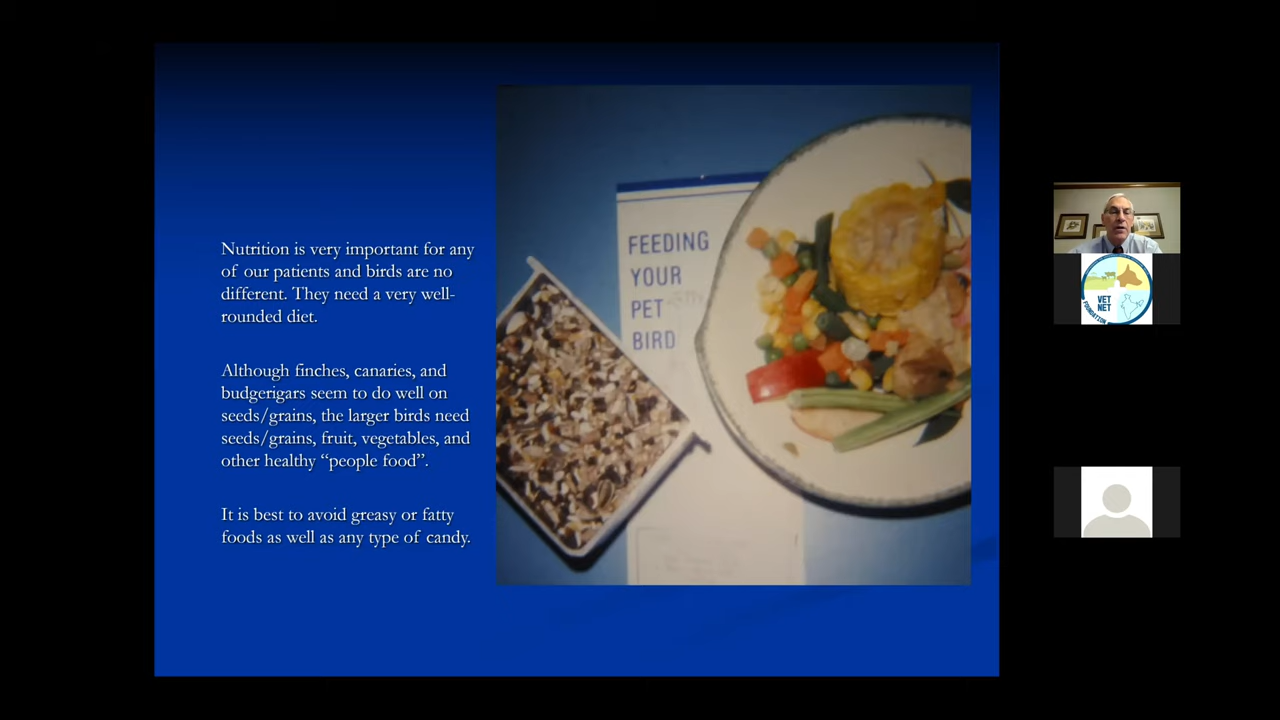 Nutrition is very important for any
of our patients and birds are no
different. They need a very well-
rounded diet.
Although finches, canaries, and
budgerigars seem to do well on
seeds/grains, the larger birds need
seeds/grains, fruit, vegetables, and
other healthy “people food”.
It is best to avoid greasy or fatty
foods as well as any type of candy.
FEEDING
YOUR
PET
BIRD
VET
NET
FOUNDATION